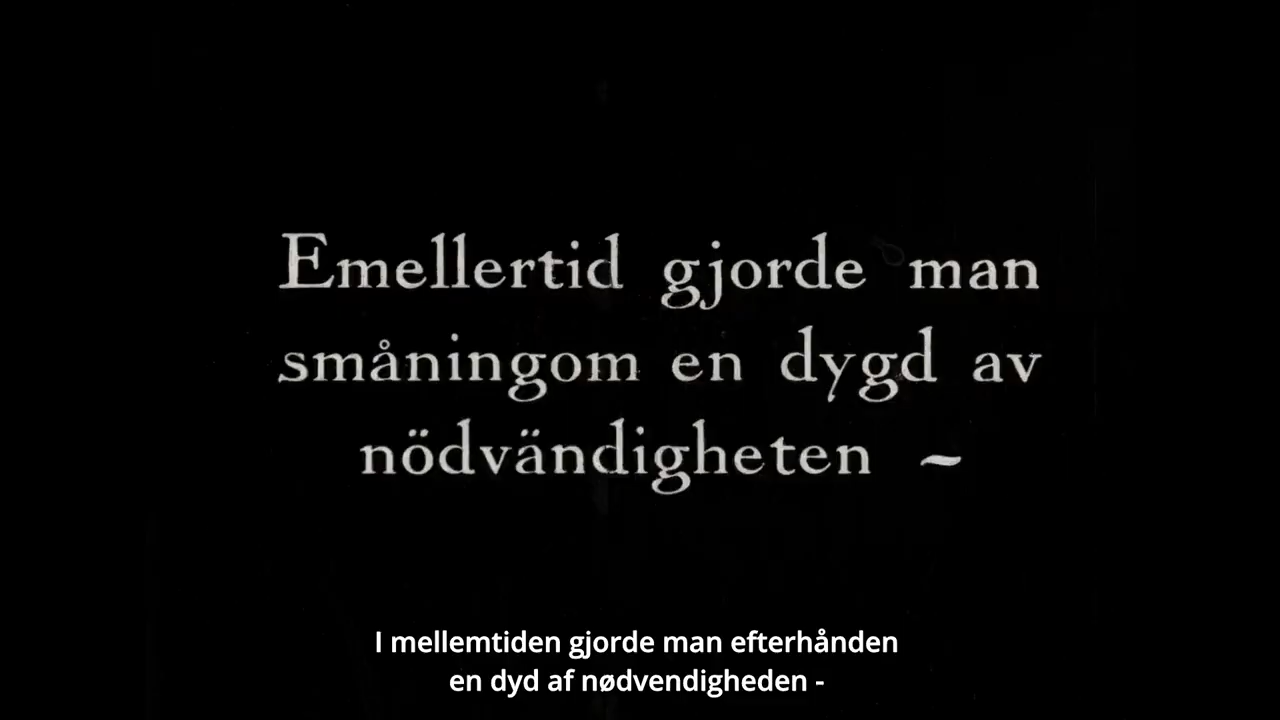 Emellertid gjorde man
småningom en dygd av
nödvändigheten ~
I mellemtiden gjorde man efterhånden
en dyd af nødvendigheden -